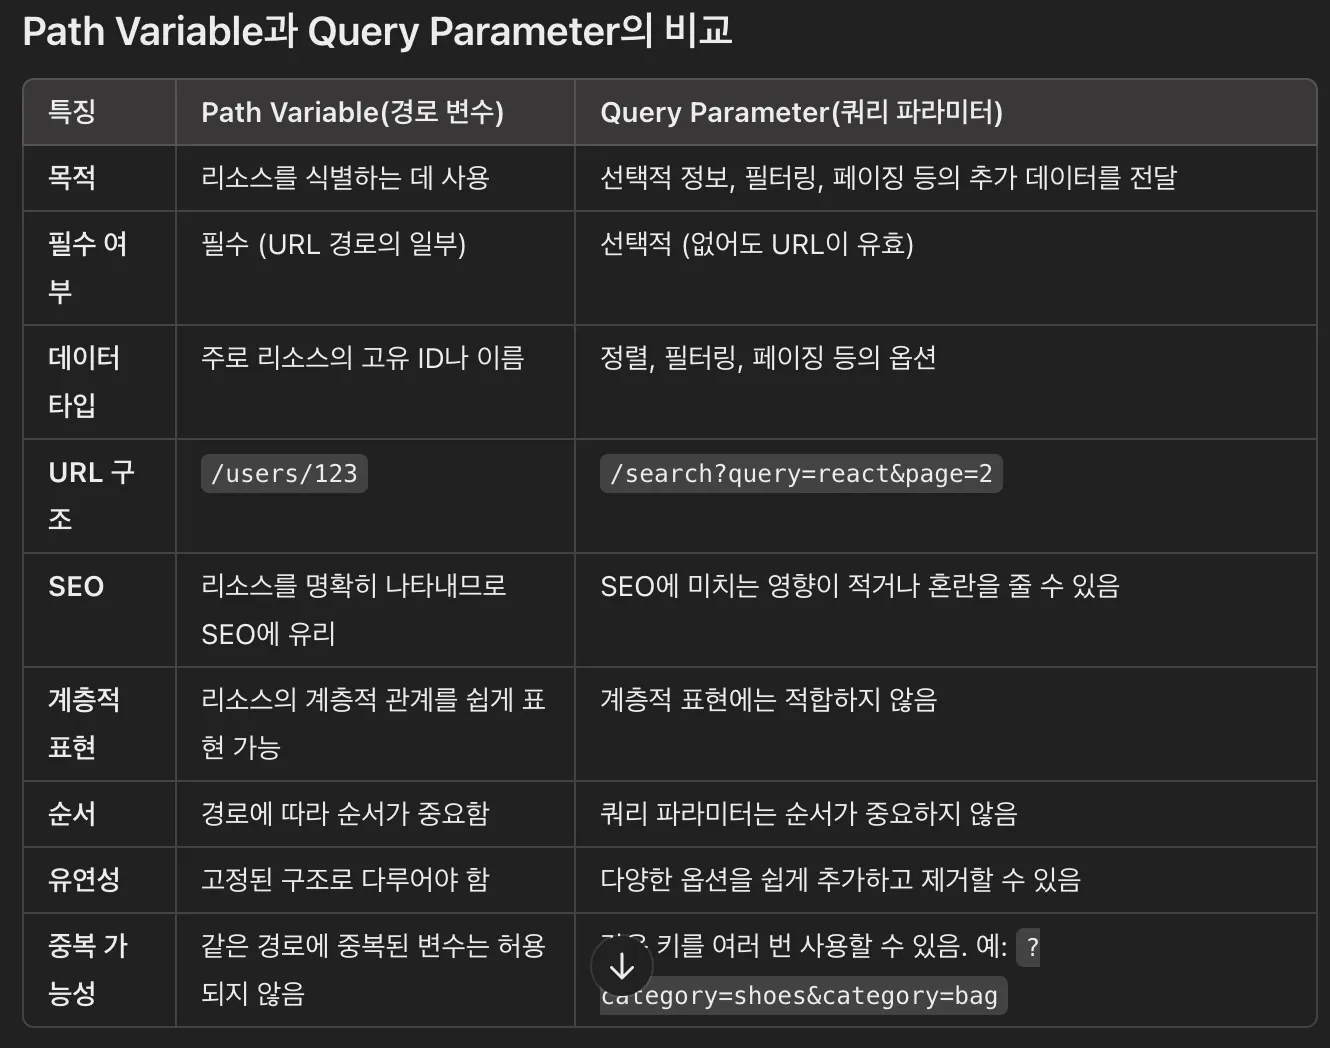 Path Variable과 Query Parameter의 비교
특징 Path Variable(경로 변수) Query Parameter(쿼리 파라미터)
목적 리소스를 식별하는 데 사용 선택적 정보, 필터링, 페이징 등의 추가 데이터를 전달
필수 여 필수 (URL 경로의 일부) 선택적 (없어도 URL이 유효)
부
데이터 주로 리소스의 고유 ID나 이름 정렬, 필터링, 페이징 등의 옵션
타입
URL 구 /users/123 /search?query=react&page=2
조
SEO 리소스를 명확히 나타내므로 SEO에 미치는 영향이 적거나 혼란을 줄 수 있음
SEO에 유리
계층적 리소스의 계층적 관계를 쉽게 표 계층적 표현에는 적합하지 않음
표현 현 가능
순서 경로에 따라 순서가 중요함 쿼리 파라미터는 순서가 중요하지 않음
유연성 고정된 구조로 다루어야 함 다양한 옵션을 쉽게 추가하고 제거할 수 있음
중복 가 같은 경로에 중복된 변수는 허용 키를 여러 번 사용할 수 있음. 예: ?
능성 되지 않음 category=shoes&category=bag